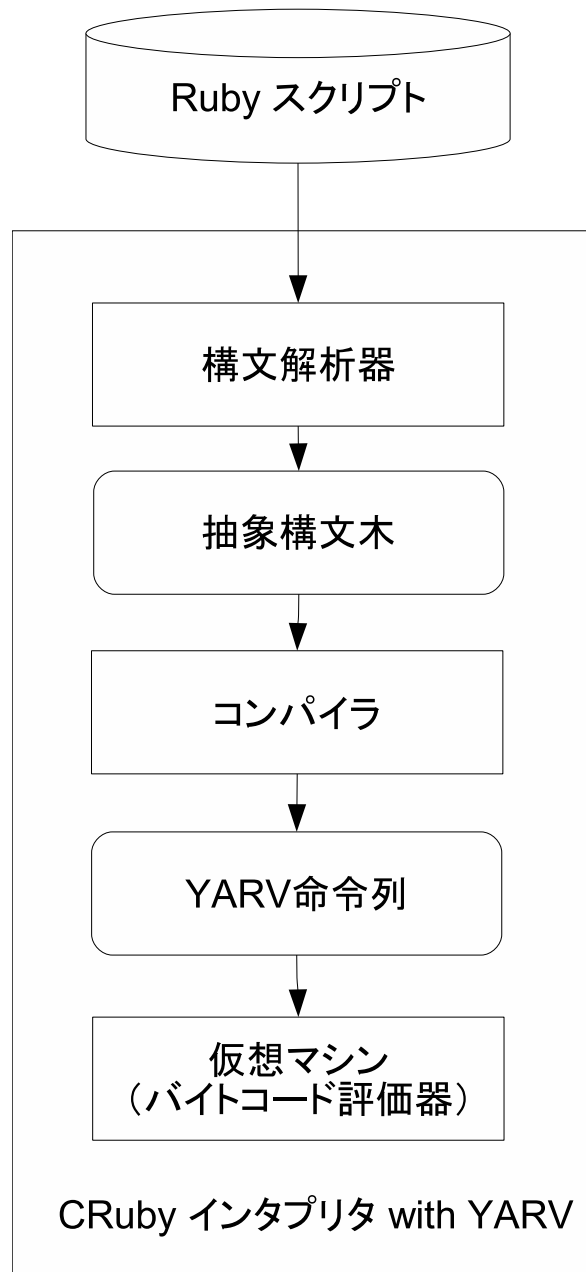 Ruby スクリプト
構文解析器
抽象構文木
コンパイラ
YARV命令列
仮想マシン
（バイトコード評価器）
CRuby インタプリタ with YARV